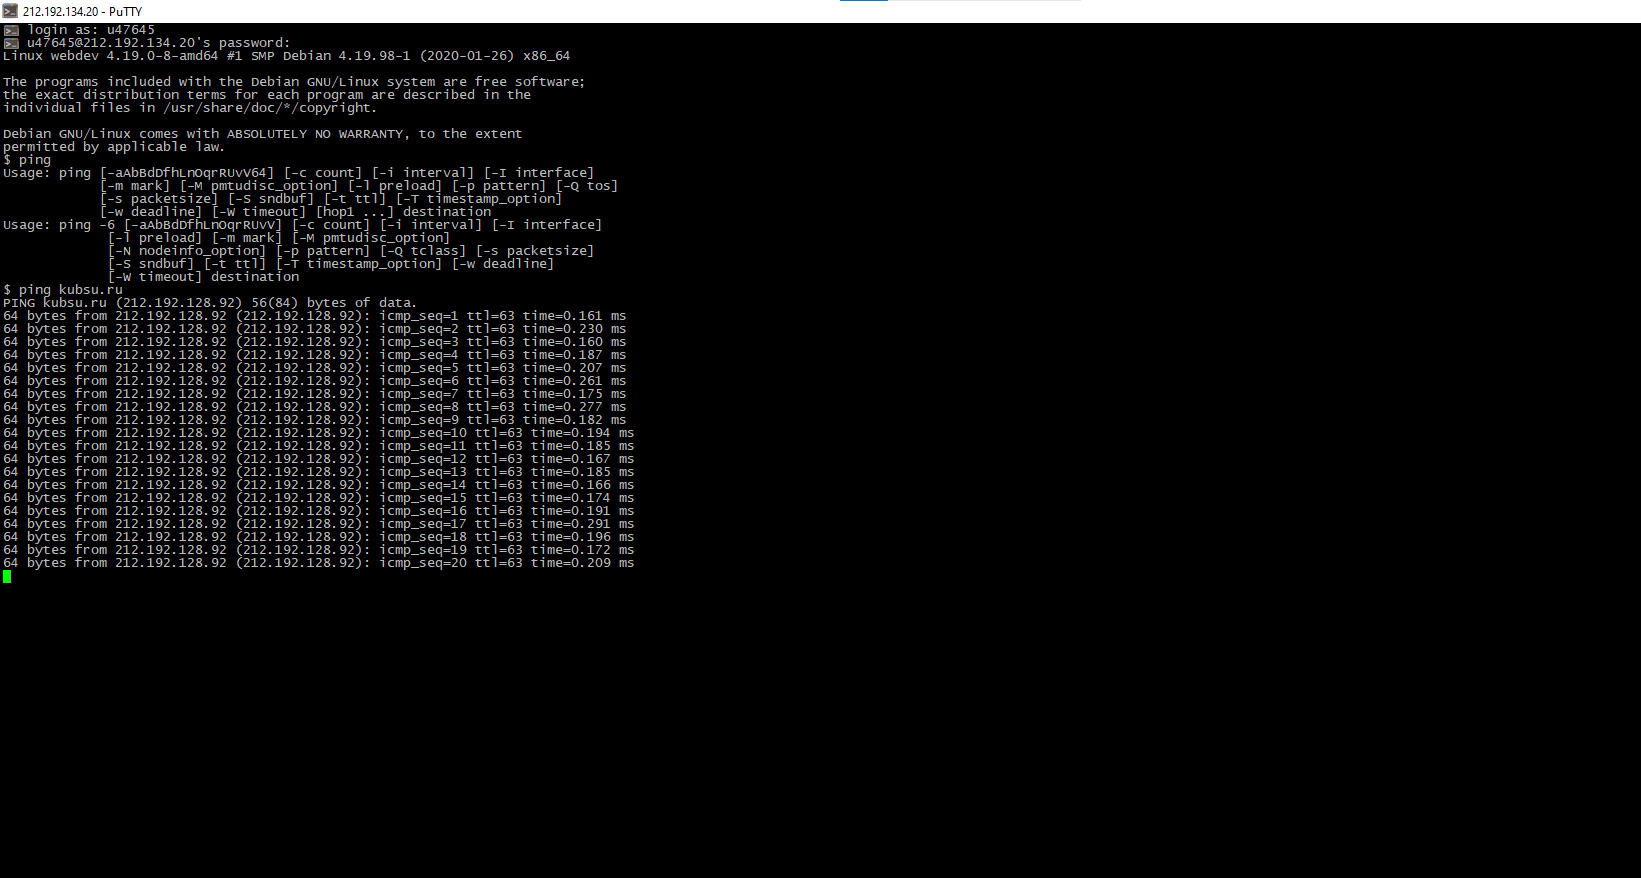 212.192.134.20 - PuTTY
login as: u47645
u47645@212.192.134.20's password:
Linux webdev 4.19.0-8-amd64 #1 SMP Debian 4.19.98-1 (2020-01-26) x86_64
The programs included with the Debian GNU/Linux system are free software;
the exact distribution terms for each program are described in the
individual files in /usr/share/doc/*/copyright.
Debian GNU/Linux comes with ABSOLUTELY NO WARRANTY, to the extent
permitted by applicable law.
$ ping
Usage: ping [-aAbBdDfhLnOqrRUvV64] [-c count] [-i interval] [-I interface]
[-m mark] [-M pmtudisc_option] [-l preload] [-p pattern] [-Q tos]
[-s packetsize] [-S sndbuf] [-t ttl] [-T timestamp_option]
[-w deadline] [-W timeout] [hop1 ...] destination
Usage: ping -6 [-aAbBdDfhLnOqrRUvV] [-c count] [-i interval] [-I interface]
[-l preload] [-m mark] [-M pmtudisc_option]
[-N nodeinfo_option] [-p pattern] [-Q tclass] [-s packetsize]
[-S sndbuf] [-t ttl] [-T timestamp_option] [-w deadline]
[-W timeout] destination
$ ping kubsu.ru
PING kubsu.ru (212.192.128.92) 56(84) bytes of data.
64 bytes from 212.192.128.92 (212.192.128.92): icmp_seq=1 ttl=63 time=0.161 ms
64 bytes from 212.192.128.92 (212.192.128.92): icmp_seq=2 ttl=63 time=0.230 ms
64 bytes from 212.192.128.92 (212.192.128.92): icmp_seq=3 ttl=63 time=0.160 ms
64 bytes from 212.192.128.92 (212.192.128.92): icmp_seq=4 ttl=63 time=0.187 ms
64 bytes from 212.192.128.92 (212.192.128.92): icmp_seq=5 ttl=63 time=0.207 ms
64 bytes from 212.192.128.92 (212.192.128.92): icmp_seq=6 ttl=63 time=0.261 ms
64 bytes from 212.192.128.92 (212.192.128.92): icmp_seq=7 ttl=63 time=0.175 ms
64 bytes from 212.192.128.92 (212.192.128.92): icmp_seq=8 ttl=63 time=0.277 ms
64 bytes from 212.192.128.92 (212.192.128.92): icmp_seq=9 ttl=63 time=0.182 ms
64 bytes from 212.192.128.92 (212.192.128.92): icmp_seq=10 ttl=63 time=0.194 ms
64 bytes from 212.192.128.92 (212.192.128.92): icmp_seq=11 ttl=63 time=0.185 ms
64 bytes from 212.192.128.92 (212.192.128.92): icmp_seq=12 ttl=63 time=0.167 ms
64 bytes from 212.192.128.92 (212.192.128.92): icmp_seq=13 ttl=63 time=0.185 ms
64 bytes from 212.192.128.92 (212.192.128.92): icmp_seq=14 ttl=63 time=0.166 ms
64 bytes from 212.192.128.92 (212.192.128.92): icmp_seq=15 ttl=63 time=0.174 ms
64 bytes from 212.192.128.92 (212.192.128.92): icmp_seq=16 ttl=63 time=0.191 ms
64 bytes from 212.192.128.92 (212.192.128.92): icmp_seq=17 ttl=63 time=0.291 ms
64 bytes from 212.192.128.92 (212.192.128.92): icmp_seq=18 ttl=63 time=0.196 ms
64 bytes from 212.192.128.92 (212.192.128.92): icmp_seq=19 ttl=63 time=0.172 ms
64 bytes from 212.192.128.92 (212.192.128.92): icmp_seq=20 ttl=63 time=0.209 ms